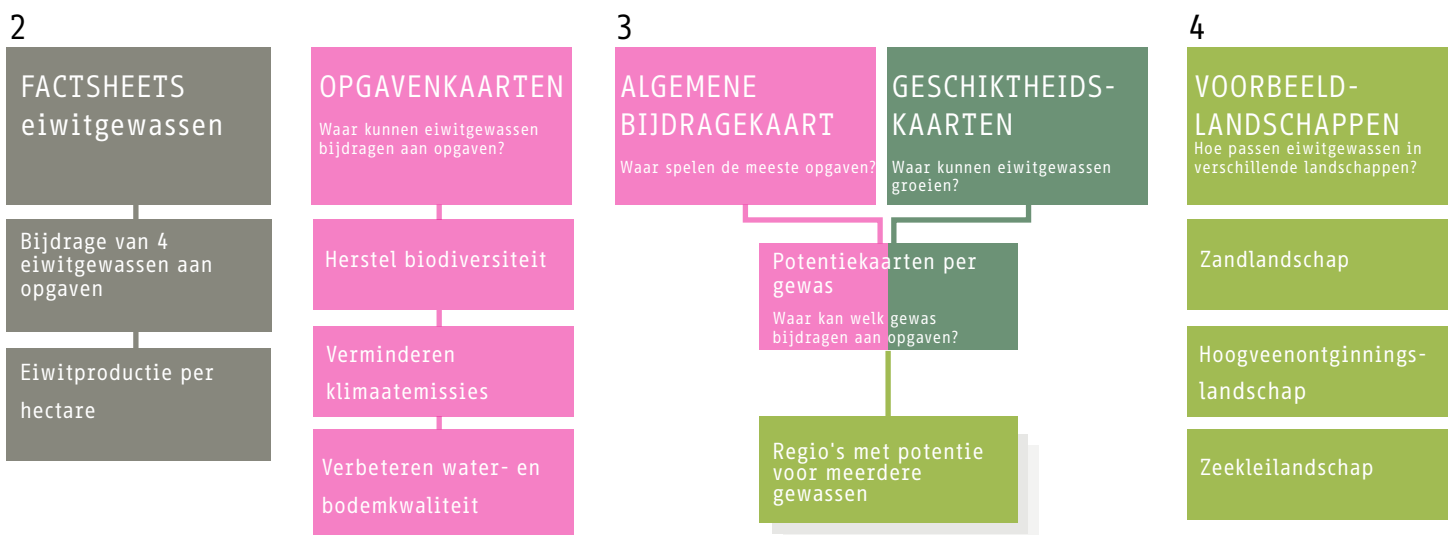 2
FACTSHEETS
eiwitgewassen
Bijdrage van 4
eiwitgewassen aan
opgaven
Eiwitproductie per
hectare
OPGAVENKAARTEN
Waar kunnen eiwitgewassen
bijdragen aan opgaven?
Herstel biodiversiteit
Verminderen
klimaatemissies
Verbeteren water- en
bodemkwaliteit
3
ALGEMENE
BIJDRAGEKAART
Waar spelen de meeste opgaven?
GESCHIKTHEIDS-
KAARTEN
Waar kunnen eiwitgewassen
groeien?
Potentiekaarten per
gewas
Waar kan welk gewas
bijdragen aan opgaven?
Regio's met potentie
voor meerdere
gewassen
4
VOORBEELD-
LANDSCHAPPEN
Hoe passen eiwitgewassen in
verschillende landschappen?
Zandlandschap
Hoogveenontginnings-
landschap
Zeekleilandschap